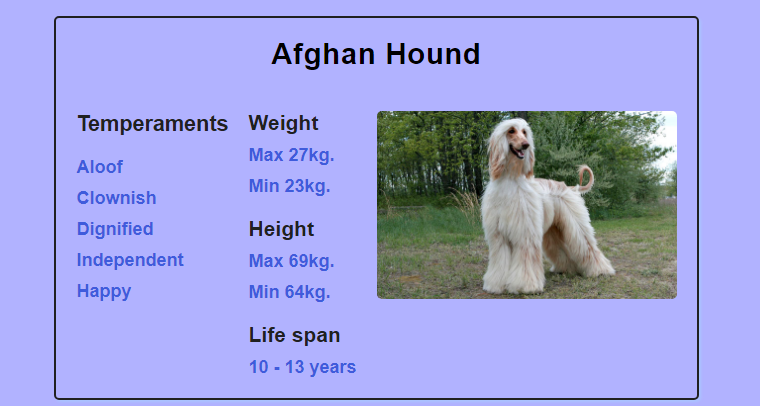 Afghan Hound
Temperaments
Aloof
Clownish
Dignified
Independent
Happy
Weight
Max 27kg.
Min 23kg.
Height
Max 69kg.
Min 64kg.
Life span
10 - 13 years